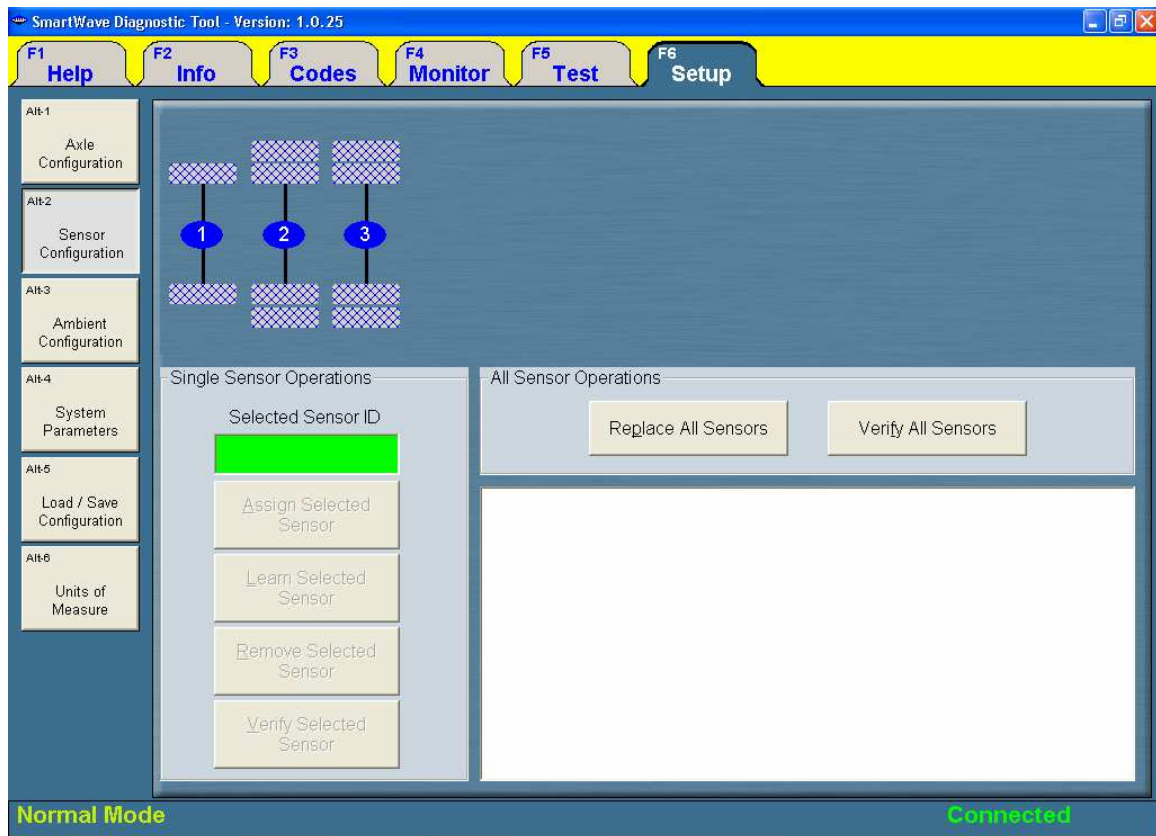 SmartWave Diagnostic Tool - Version: 1.0.25
F1
Help
F2
Info
F3
Codes
F4
Monitor
F5
Test
F6
Setup
Alt-1
Axle
Configuration
Alt-2
Sensor
Configuration
Alt-3
Ambient
Configuration
Alt-4
System
Parameters
Alt-5
Load / Save
Configuration
Alt-6
Units of
Measure
1
2
3
Single Sensor Operations
Selected Sensor ID
Assign Selected
Sensor
Learn Selected
Sensor
Remove Selected
Sensor
Verify Selected
Sensor
All Sensor Operations
Replace All Sensors
Verify All Sensors
Normal Mode
Connected